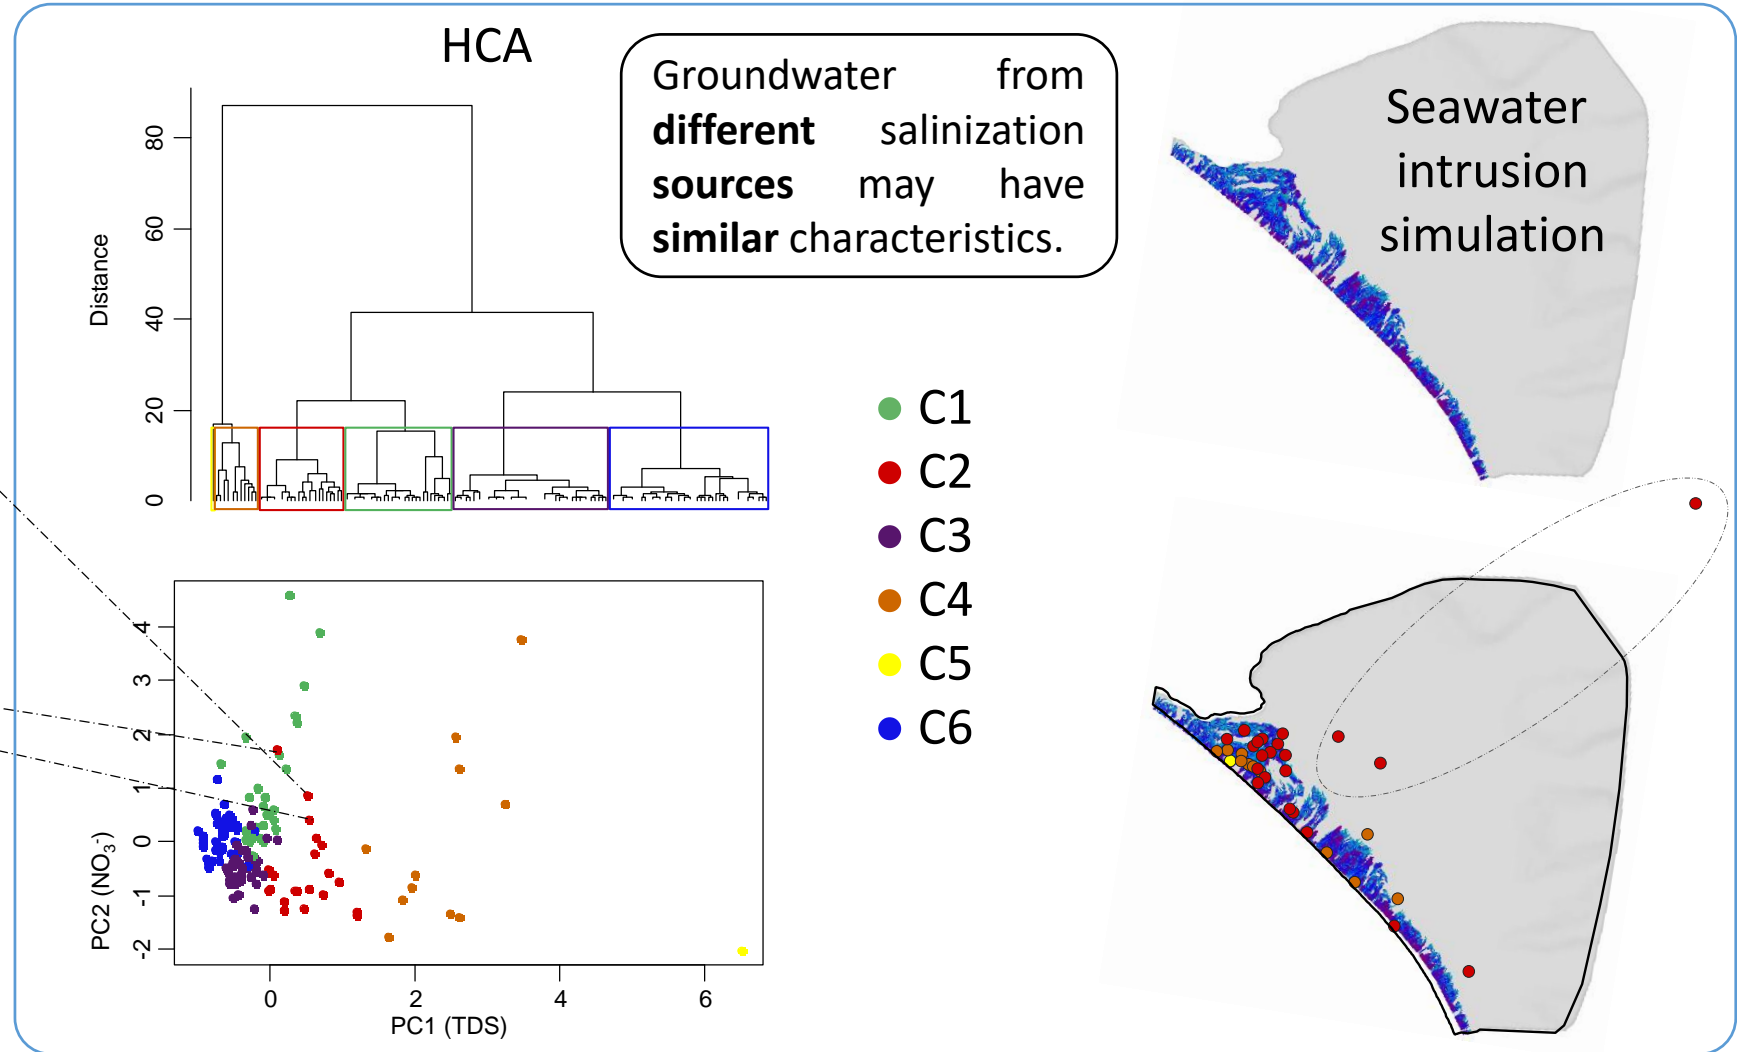 HCA
Groundwater from
different salinization
sources may have
similar characteristics.
Seawater
intrusion
simulation
Distance
80
60
40
20
0
C1
C2
C3
C4
C5
C6
PC2 (NO₃⁻)
4
3
2
1
0
-1
-2
0 2 4 6
PC1 (TDS)